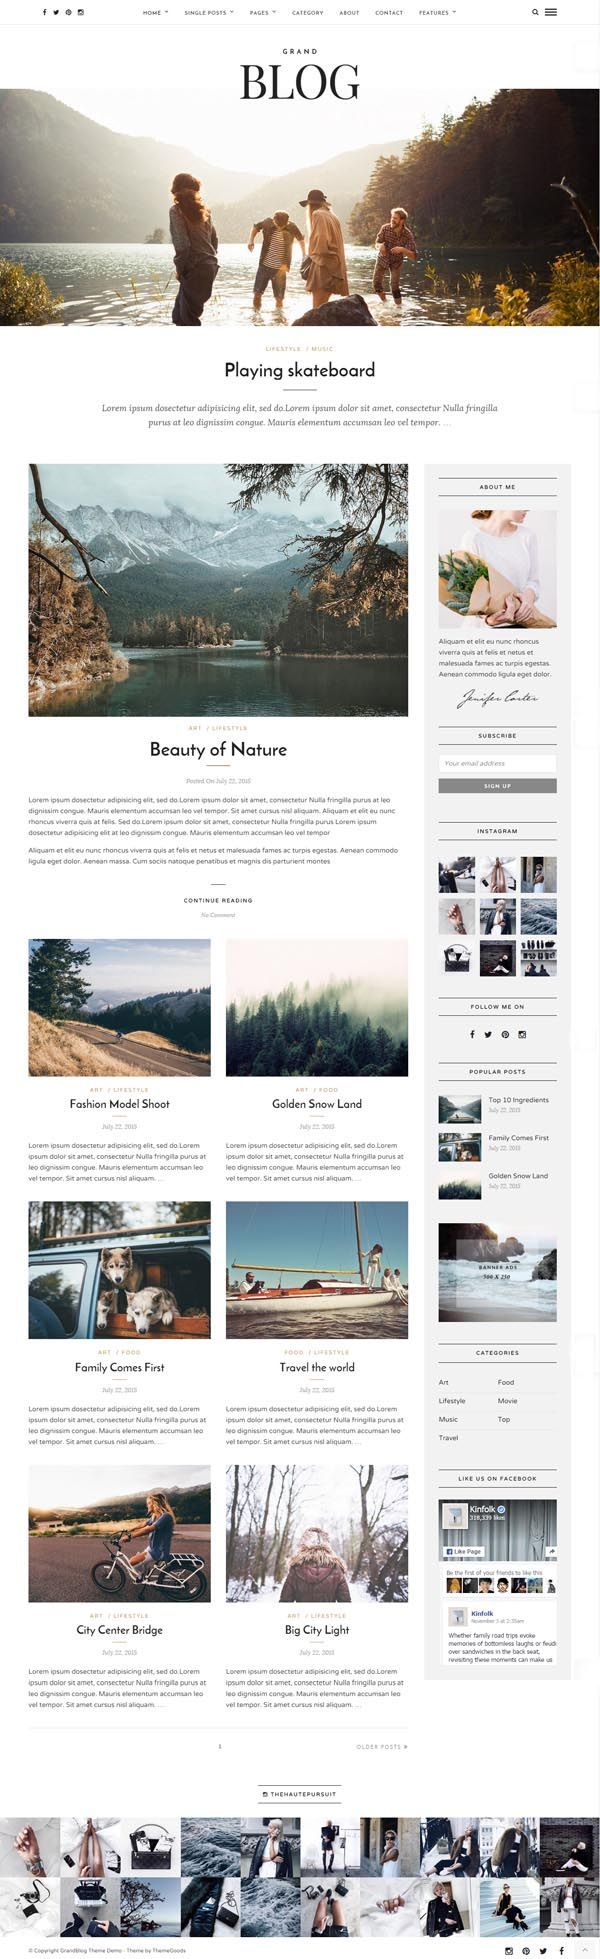 HOME SINGLE POSTS PAGES CATEGORY ABOUT CONTACT FEATURES
GRAND
BLOG
LIFESTYLE / MUSIC
Playing skateboard
Lorem ipsum dosectetur adipisicing elit, sed do.Lorem ipsum dolor sit amet, consectetur Nulla fringilla
purus at leo dignissim congue. Mauris elementum accumsan leo vel tempor. ...
ART / LIFESTYLE
Beauty of Nature
Posted On July 22, 2015
Lorem ipsum dosectetur adipisicing elit, sed do.Lorem ipsum dolor sit amet, consectetur Nulla fringilla purus at leo
dignissim congue. Mauris elementum accumsan leo vel tempor. Sit amet cursus nisl aliquam. Aliquam et elit eu nunc
rhoncus viverra quis at felis. Sed do.Lorem ipsum dolor sit amet, consectetur Nulla fringilla purus Lorem ipsum
dosectetur adipisicing elit at leo dignissim congue. Mauris elementum accumsan leo vel tempor
Aliquam et elit eu nunc rhoncus viverra quis at felis et netus et malesuada fames ac turpis egestas. Aenean commodo
ligula eget dolor. Aenean massa. Cum sociis natoque penatibus et magnis dis parturient montes
CONTINUE READING
No Comment
ART / LIFESTYLE
Fashion Model Shoot
July 22, 2015
Lorem ipsum dosectetur adipisicing elit, sed do.Lorem
ipsum dolor sit amet, consectetur Nulla fringilla purus at
leo dignissim congue. Mauris elementum accumsan leo
vel tempor. Sit amet cursus nisl aliquam. ...
ART / FOOD
Golden Snow Land
July 22, 2015
Lorem ipsum dosectetur adipisicing elit, sed do.Lorem
ipsum dolor sit amet, consectetur Nulla fringilla purus at
leo dignissim congue. Mauris elementum accumsan leo
vel tempor. Sit amet cursus nisl aliquam. ...
ART / FOOD
Family Comes First
July 22, 2015
Lorem ipsum dosectetur adipisicing elit, sed do.Lorem
ipsum dolor sit amet, consectetur Nulla fringilla purus at
leo dignissim congue. Mauris elementum accumsan leo
vel tempor. Sit amet cursus nisl aliquam. ...
FOOD / LIFESTYLE
Travel the world
July 22, 2015
Lorem ipsum dosectetur adipisicing elit, sed do.Lorem
ipsum dolor sit amet, consectetur Nulla fringilla purus at
leo dignissim congue. Mauris elementum accumsan leo
vel tempor. Sit amet cursus nisl aliquam. ...
ART / LIFESTYLE
City Center Bridge
July 22, 2015
Lorem ipsum dosectetur adipisicing elit, sed do.Lorem
ipsum dolor sit amet, consectetur Nulla fringilla purus at
leo dignissim congue. Mauris elementum accumsan leo
vel tempor. Sit amet cursus nisl aliquam. ...
ART / LIFESTYLE
Big City Light
July 22, 2015
Lorem ipsum dosectetur adipisicing elit, sed do.Lorem
ipsum dolor sit amet, consectetur Nulla fringilla purus at
leo dignissim congue. Mauris elementum accumsan leo
vel tempor. Sit amet cursus nisl aliquam. ...
1
OLDER POSTS »
ABOUT ME
Aliquam et elit eu nunc rhoncus
viverra quis at felis et netus et
malesuada fames ac turpis egestas.
Aenean commodo ligula eget dolor.
Jenifer Carter
SUBSCRIBE
Your email address
SIGN UP
INSTAGRAM
FOLLOW ME ON
POPULAR POSTS
Top 10 Ingredients
July 22, 2015
Family Comes First
July 22, 2015
Golden Snow Land
July 22, 2015
BANNER ADS
300 X 250
CATEGORIES
Art Food
Lifestyle Movie
Music Top
Travel
LIKE US ON FACEBOOK
Kinfolk
318,339 likes
Like Page
Be the first of your friends to like this
Kinfolk
November 5 at 2:35am
Whether family road trips evoke
memories of bottomless laughs or feuds
over sandwiches in the back seat,
revisiting these moments can make us
THEHAUTEPURSUIT
© Copyright GrandBlog Theme Demo - Theme by ThemeGoods